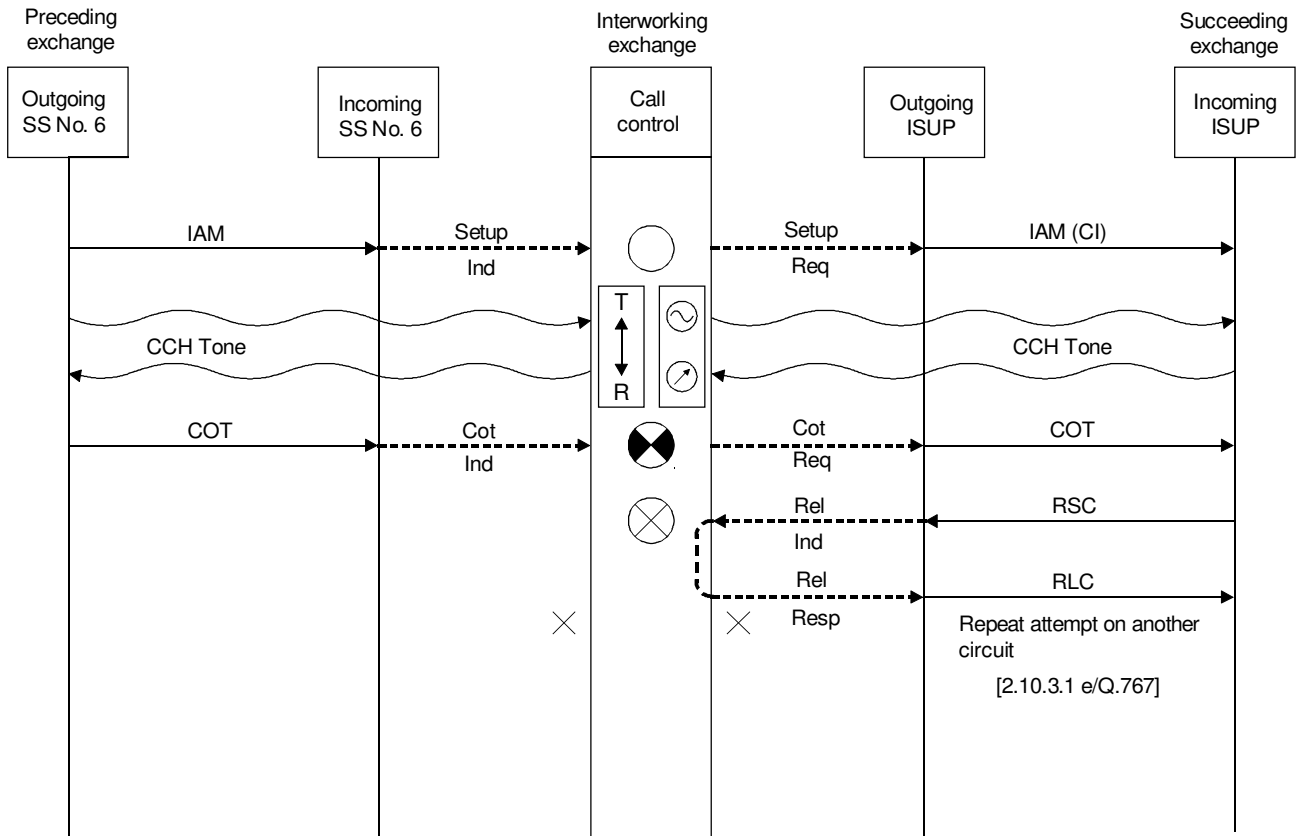 Preceding
exchange
Interworking
exchange
Succeeding
exchange
Outgoing
SS No. 6
Incoming
SS No. 6
Call
control
Outgoing
ISUP
Incoming
ISUP
IAM
Setup
Ind
Setup
Req
IAM (CI)
T
R
CCH Tone
CCH Tone
COT
Cot
Ind
Cot
Req
COT
Rel
Ind
RSC
Rel
Resp
RLC
Repeat attempt on another
circuit
[2.10.3.1 e/Q.767]